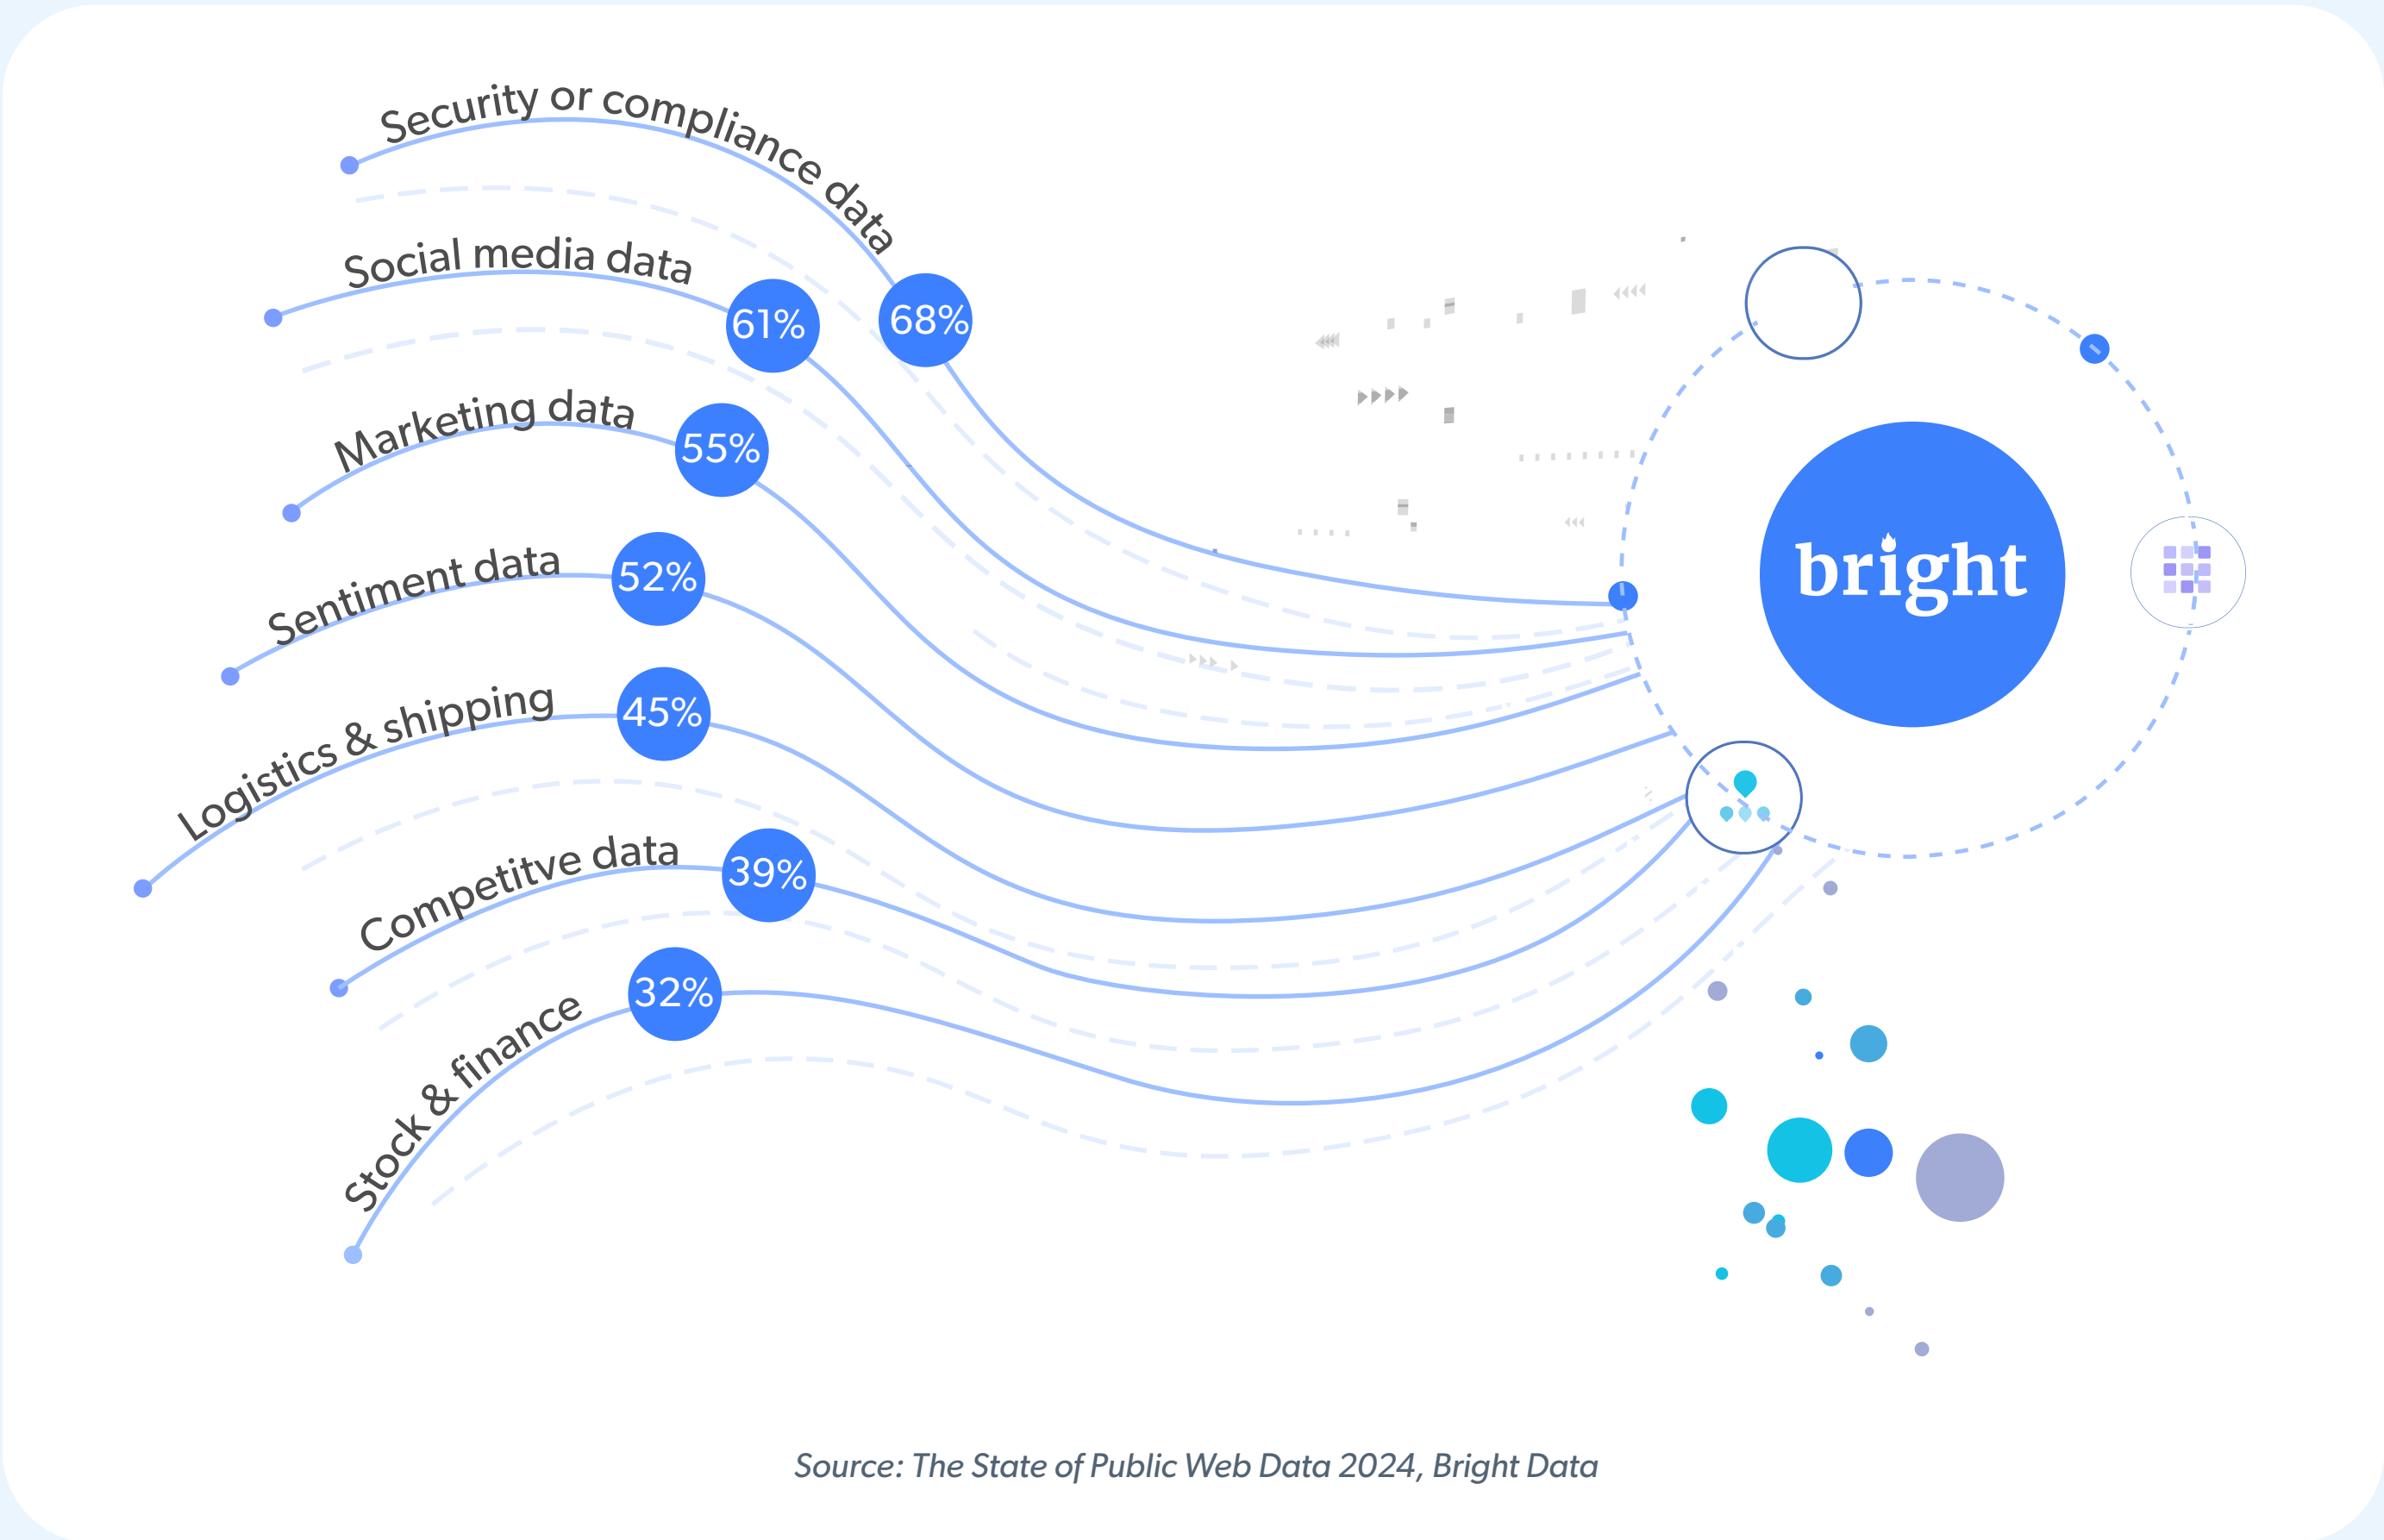 Security or compliance data
68%
Social media data
61%
Marketing data
55%
Sentiment data
52%
Logistics & shipping
45%
Competitve data
39%
Stock & finance
32%
bright
Source: The State of Public Web Data 2024, Bright Data